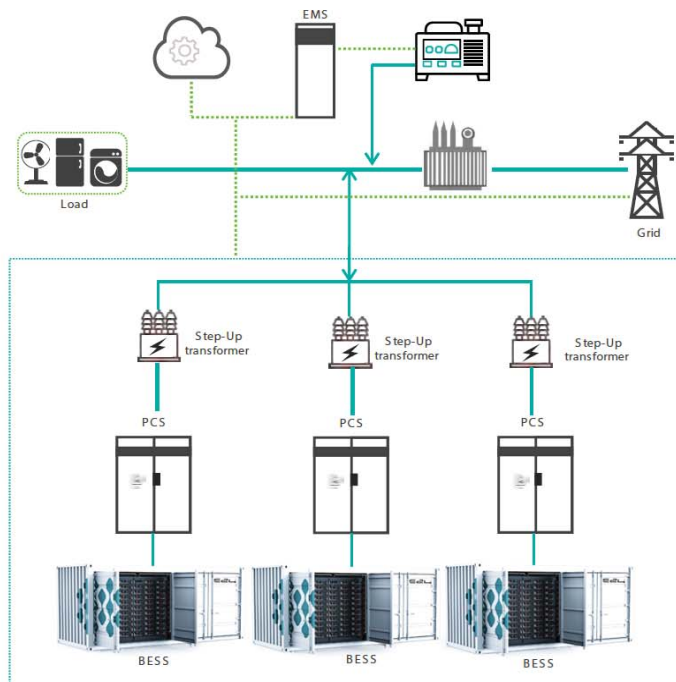 EMS
Load
Grid
Step-Up
transformer
Step-Up
transformer
Step-Up
transformer
PCS
PCS
PCS
BESS
BESS
BESS